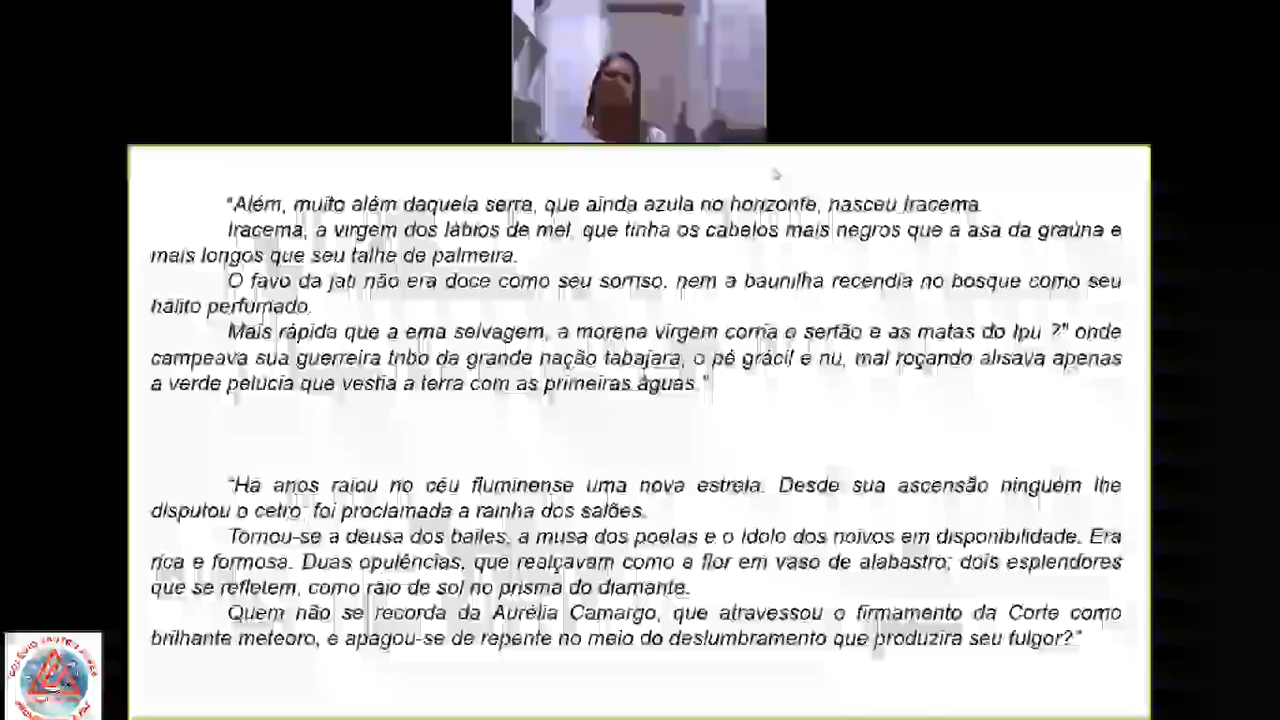 "Além, muito além daquela serra, que ainda azula no horizonte, nasceu Iracema.
Iracema, a virgem dos lábios de mel, que tinha os cabelos mais negros que a asa da graúna e
mais longos que seu talhe de palmeira.
O favo da jati não era doce como seu sorriso, nem a baunilha recendia no bosque como seu
hálito perfumado.
Mais rápida que a ema selvagem, a morena virgem corria o sertão e as matas do Ipu ?" onde
campeava sua guerreira tribo da grande nação tabajara, o pé grácil e nu, mal roçando alisava apenas
a verde pelúcia que vestia a terra com as primeiras águas."
"Há anos raiou no céu fluminense uma nova estrela. Desde sua ascensão ninguém lhe
disputou o cetro; foi proclamada a rainha dos salões.
Tornou-se a deusa dos bailes, a musa dos poetas e o ídolo dos noivos em disponibilidade. Era
rica e formosa. Duas opulências, que realçavam como a flor em vaso de alabastro; dois esplendores
que se refletem, como raio de sol no prisma do diamante.
Quem não se recorda da Aurélia Camargo, que atravessou o firmamento da Corte como
brilhante meteoro, e apagou-se de repente no meio do deslumbramento que produzira seu fulgor?"